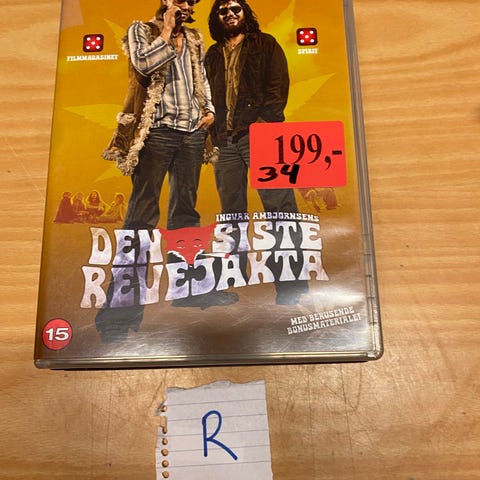 FILMMAGASINET
SPIRIT
199,-
34
INGVAR AMBJØRNSENS
DEN SISTE
REVEJAKTA
MED BERUSENDE
BONUSMATERIALE!
15
R